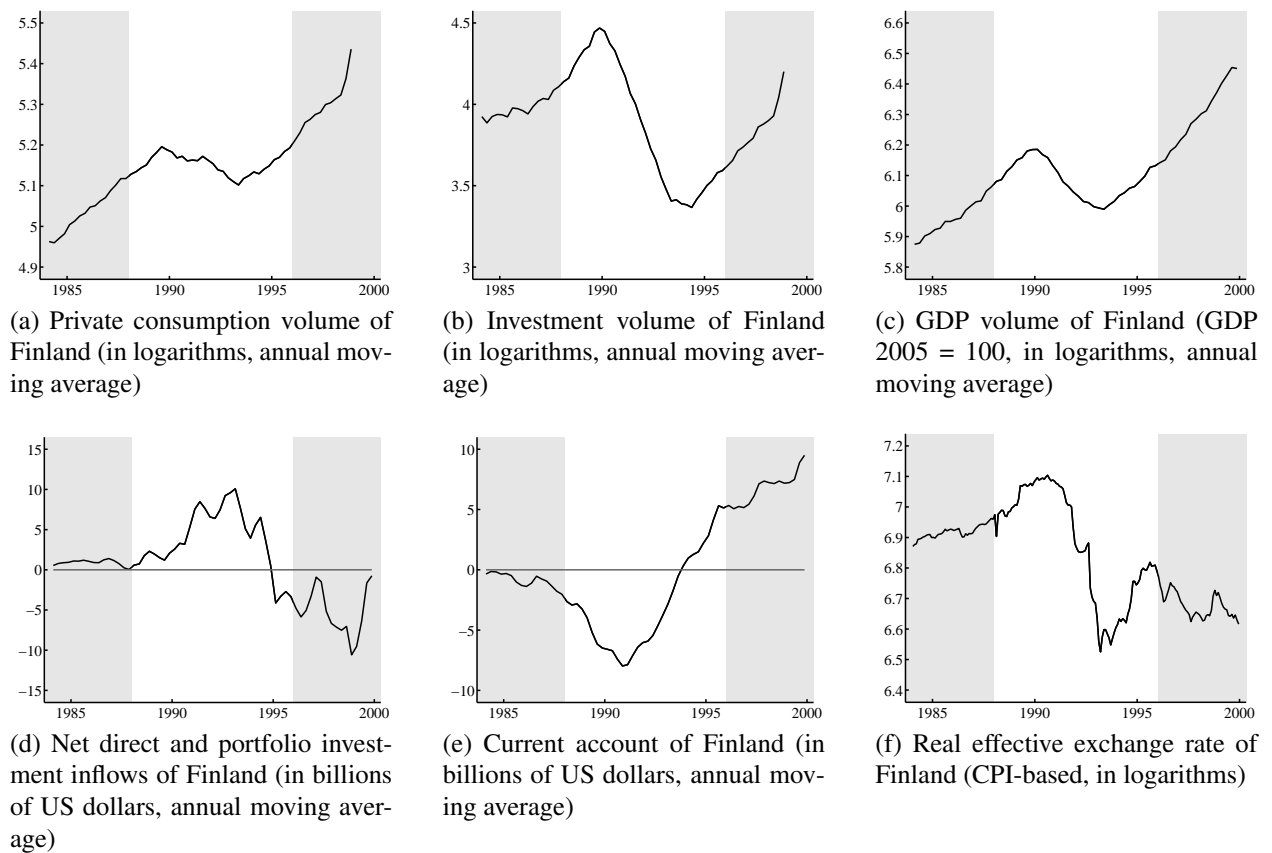 5.5
5.4
5.3
5.2
5.1
5
4.9
1985 1990 1995 2000
(a) Private consumption volume of
Finland (in logarithms, annual mov-
ing average)
4.5
4
3.5
3
1985 1990 1995 2000
(b) Investment volume of Finland
(in logarithms, annual moving aver-
age)
6.6
6.5
6.4
6.3
6.2
6.1
6
5.9
5.8
1985 1990 1995 2000
(c) GDP volume of Finland (GDP
2005 = 100, in logarithms, annual
moving average)
15
10
5
0
−5
−10
−15
1985 1990 1995 2000
(d) Net direct and portfolio invest-
ment inflows of Finland (in billions
of US dollars, annual moving aver-
age)
10
5
0
−5
−10
1985 1990 1995 2000
(e) Current account of Finland (in
billions of US dollars, annual mov-
ing average)
7.2
7.1
7
6.9
6.8
6.7
6.6
6.5
6.4
1985 1990 1995 2000
(f) Real effective exchange rate of
Finland (CPI-based, in logarithms)